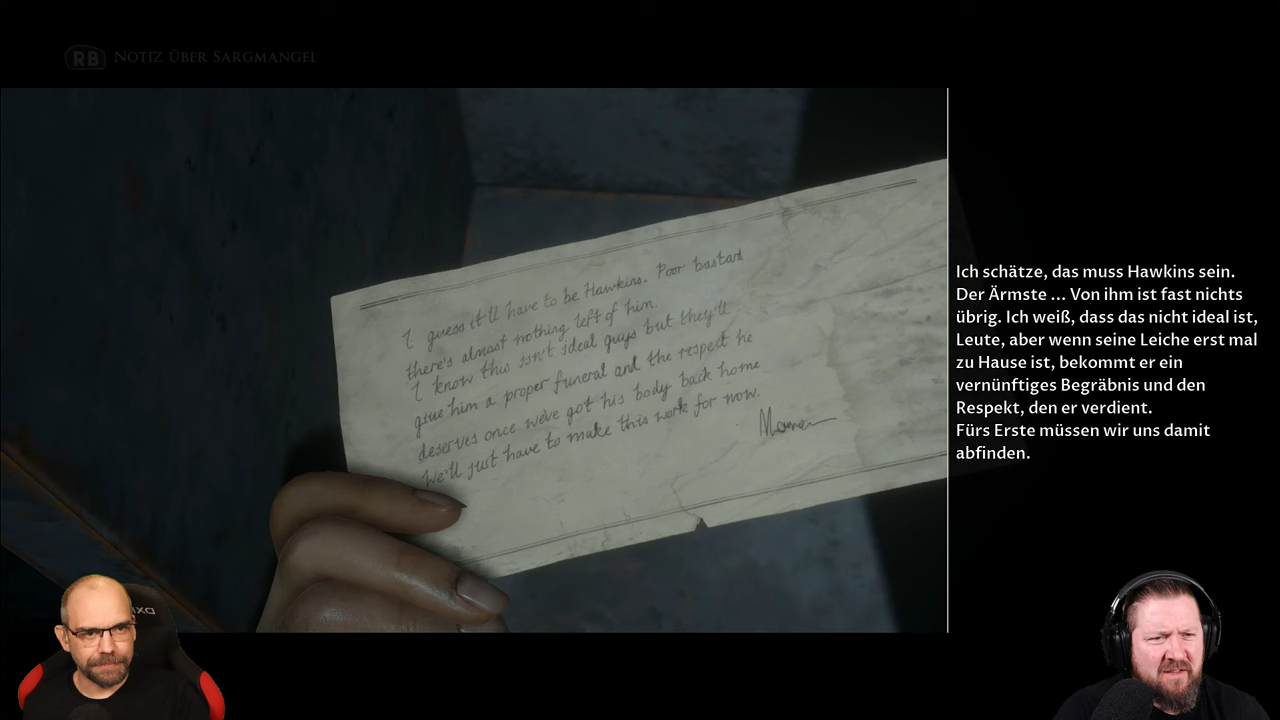 RB NOTIZ ÜBER SARGMANGEL
I guess it'll have to be Hawkins. Poor bastard
there's almost nothing left of him.
I know this isn't ideal guys but they'll
give him a proper funeral and the respect he
deserves once we've got his body back home
We'll just have to make this work for now.
Ich schätze, das muss Hawkins sein.
Der Ärmste ... Von ihm ist fast nichts
übrig. Ich weiß, dass das nicht ideal ist,
Leute, aber wenn seine Leiche erst mal
zu Hause ist, bekommt er ein
vernünftiges Begräbnis und den
Respekt, den er verdient.
Fürs Erste müssen wir uns damit
abfinden.